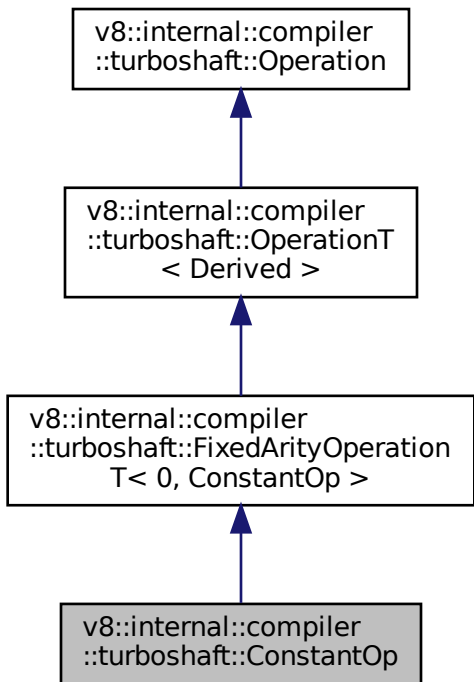 v8::internal::compiler
::turboshaft::Operation
v8::internal::compiler
::turboshaft::OperationT
< Derived >
v8::internal::compiler
::turboshaft::FixedArityOperation
T< 0, ConstantOp >
v8::internal::compiler
::turboshaft::ConstantOp